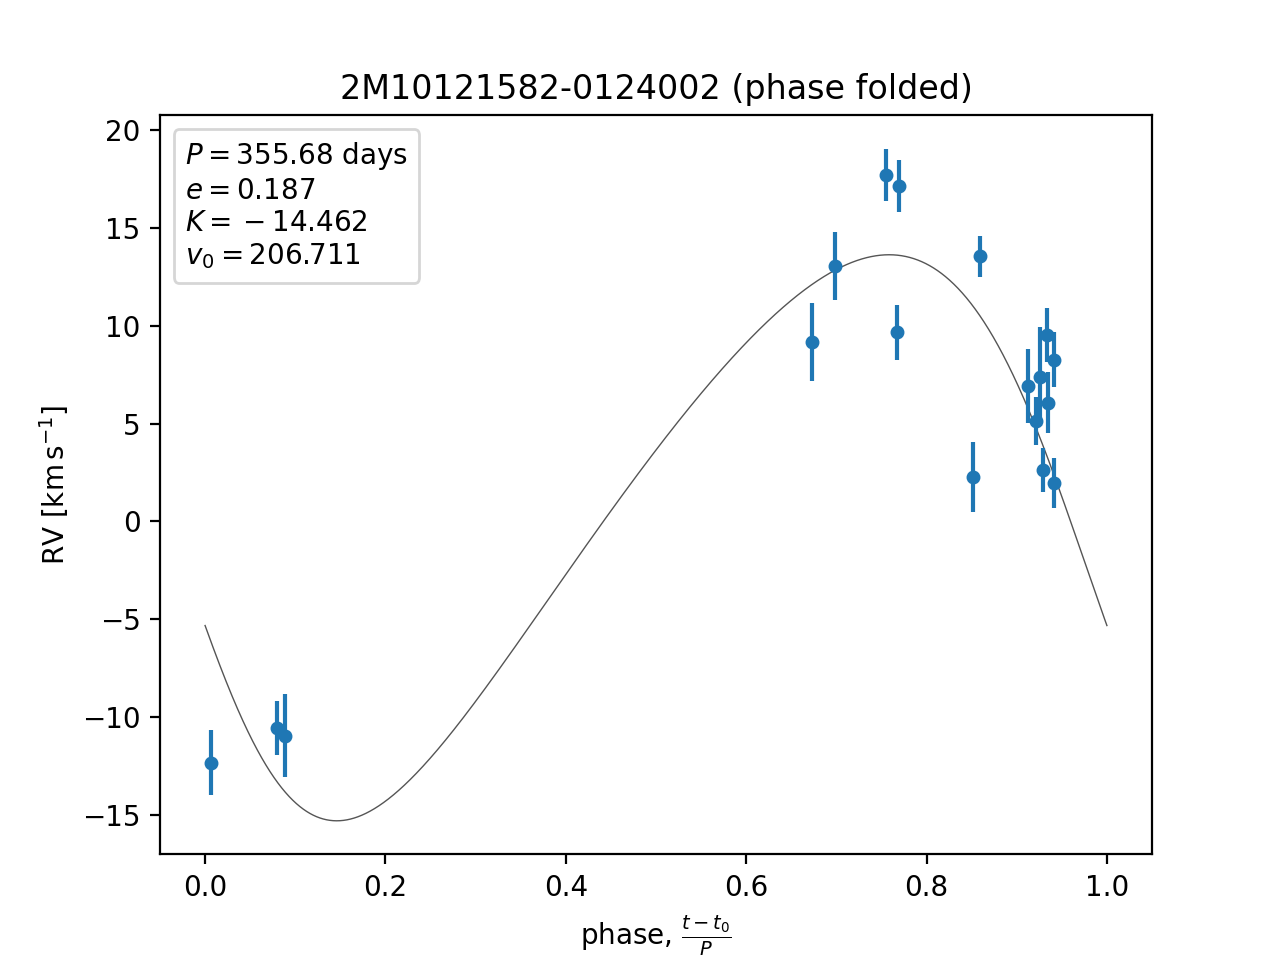 2M10121582-0124002 (phase folded)
P = 355.68 days
e = 0.187
K = −14.462
v₀ = 206.711
20
15
10
5
0
−5
−10
−15
RV [km s⁻¹]
0.0 0.2 0.4 0.6 0.8 1.0
phase, (t − t₀)/P